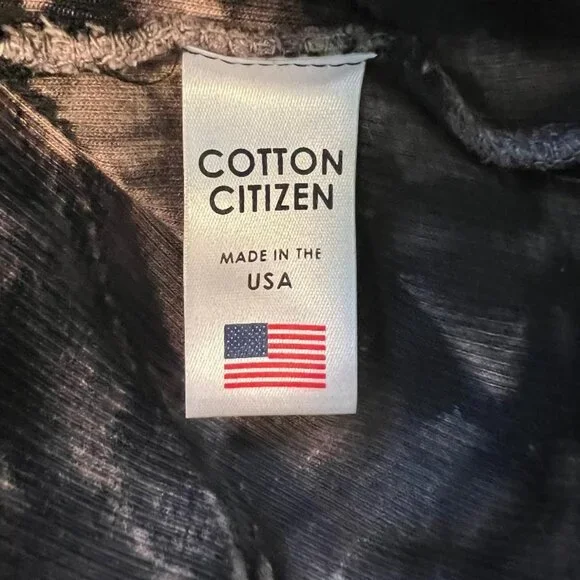 COTTON
CITIZEN
MADE IN THE
USA